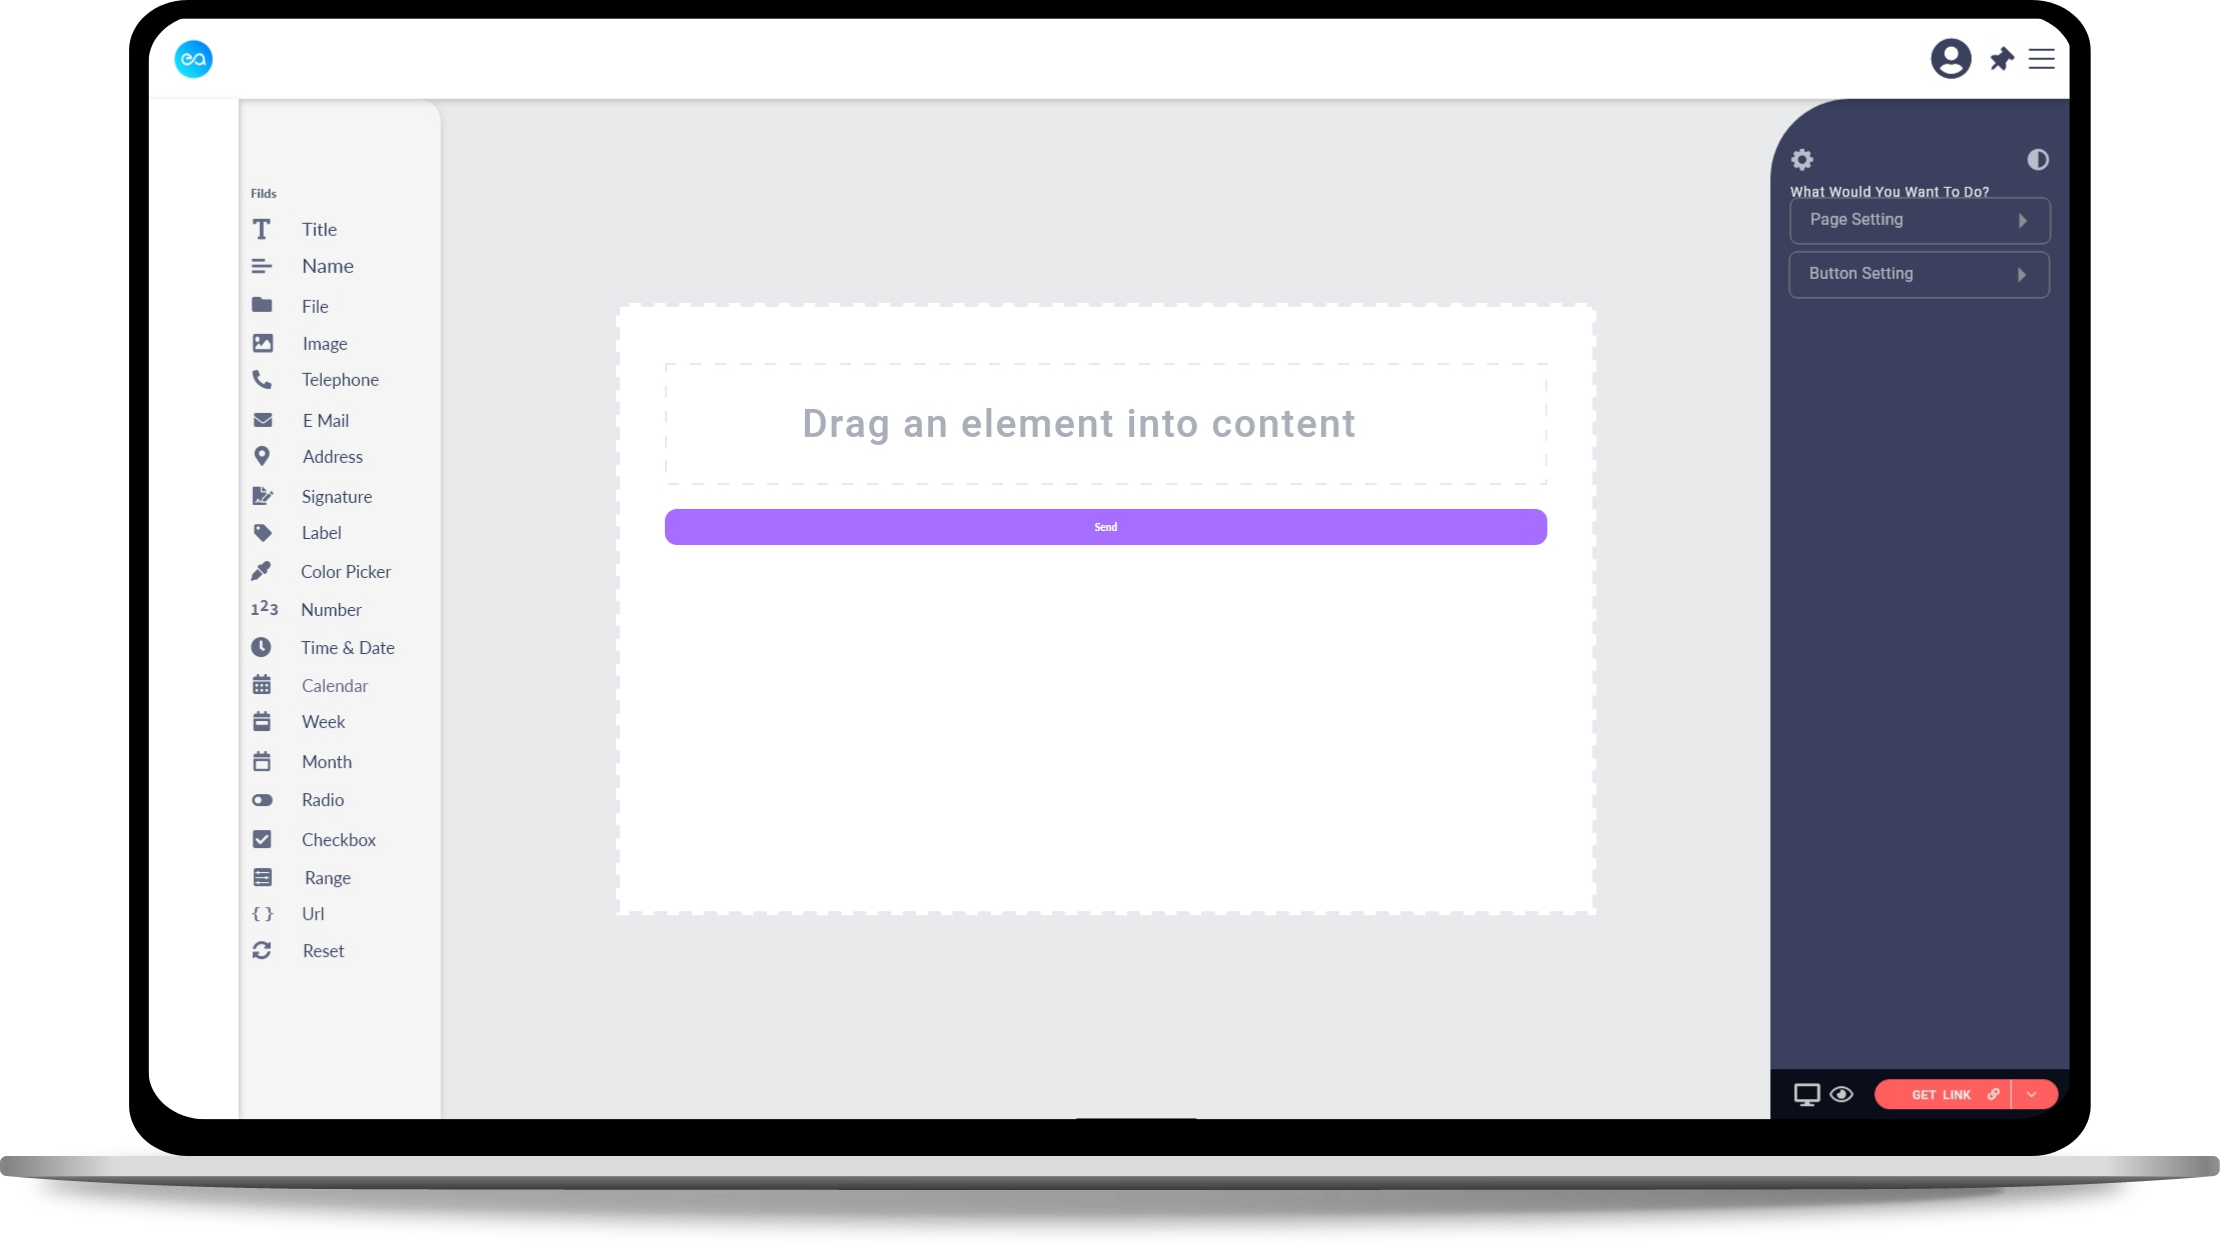 ea
Filds
Title
Name
File
Image
Telephone
E Mail
Address
Signature
Label
Color Picker
123 Number
Time & Date
Calendar
Week
Month
Radio
Checkbox
Range
{ } Url
Reset
Drag an element into content
Send
What Would You Want To Do?
Page Setting
Button Setting
GET LINK